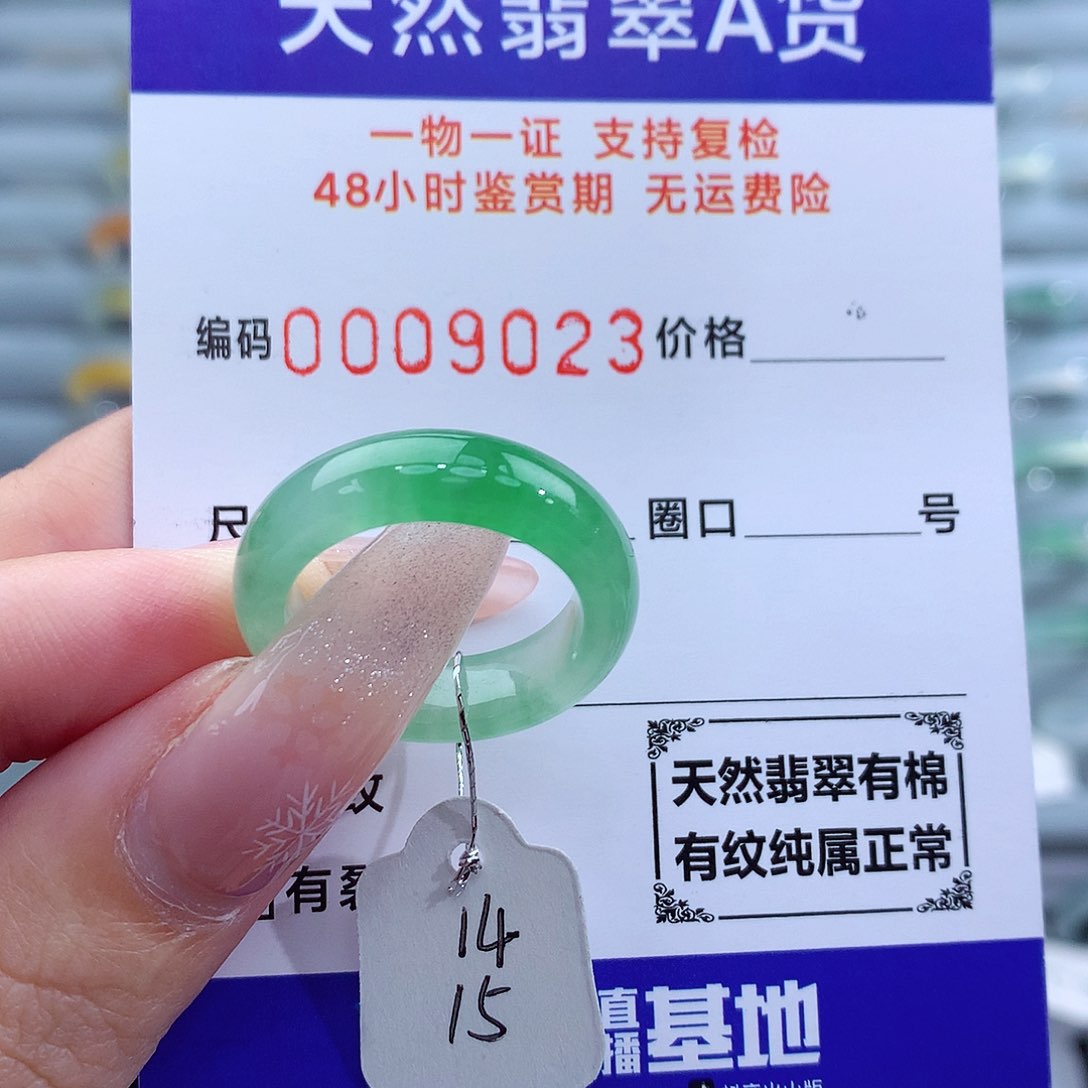 天然翡翠A货
一物一证 支持复检
48小时鉴赏期 无运费险
编码0009023价格
圈口 号
天然翡翠有棉
有纹纯属正常
有裂
14
15
直播基地